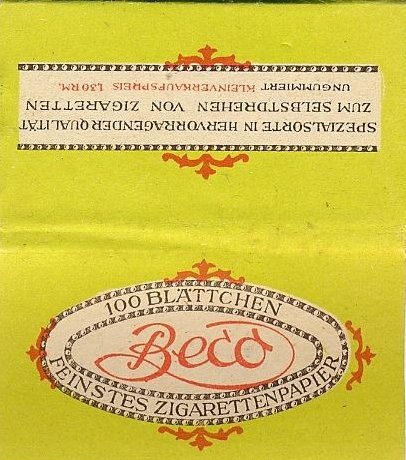 SPEZIALSORTE IN HERVORRAGENDER QUALITÄT
ZUM SELBSTDREHEN VON ZIGARETTEN
UNGUMMIERT KLEINVERKAUFSPREIS 1,30 RM.
100 BLÄTTCHEN
Beco
FEINSTES ZIGARETTENPAPIER